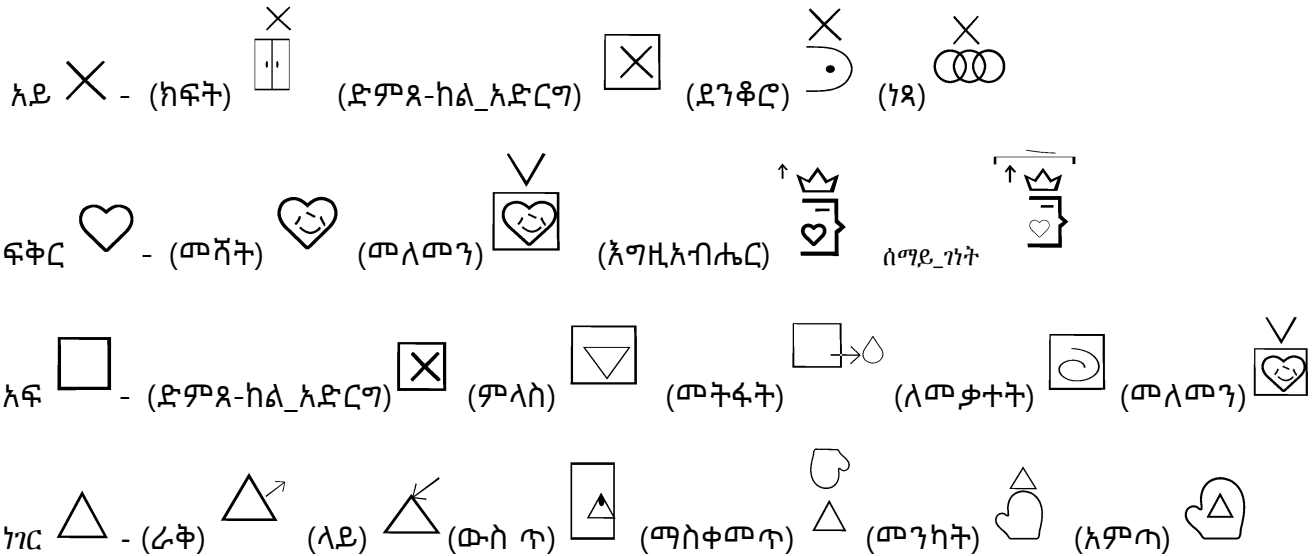 አይ - (ክፍት) (ድምጸ-ከል_አድርግ) (ደንቆሮ) (ነጻ)
ፍቅር - (መሻት) (መለመን) (እግዚአብሔር) ሰማይ_ገነት
አፍ - (ድምጸ-ከል_አድርግ) (ምላስ) (መትፋት) (ለመቃተት) (መለመን)
ነገር - (ራቅ) (ላይ) (ውስ ጥ) (ማስቀመጥ) (መንካት) (አምጣ)